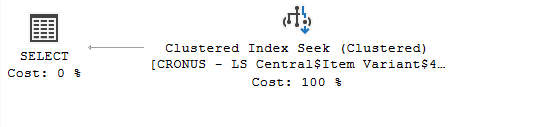 SELECT
Cost: 0 %
Clustered Index Seek (Clustered)
[CRONUS - LS Central$Item Variant$4…
Cost: 100 %